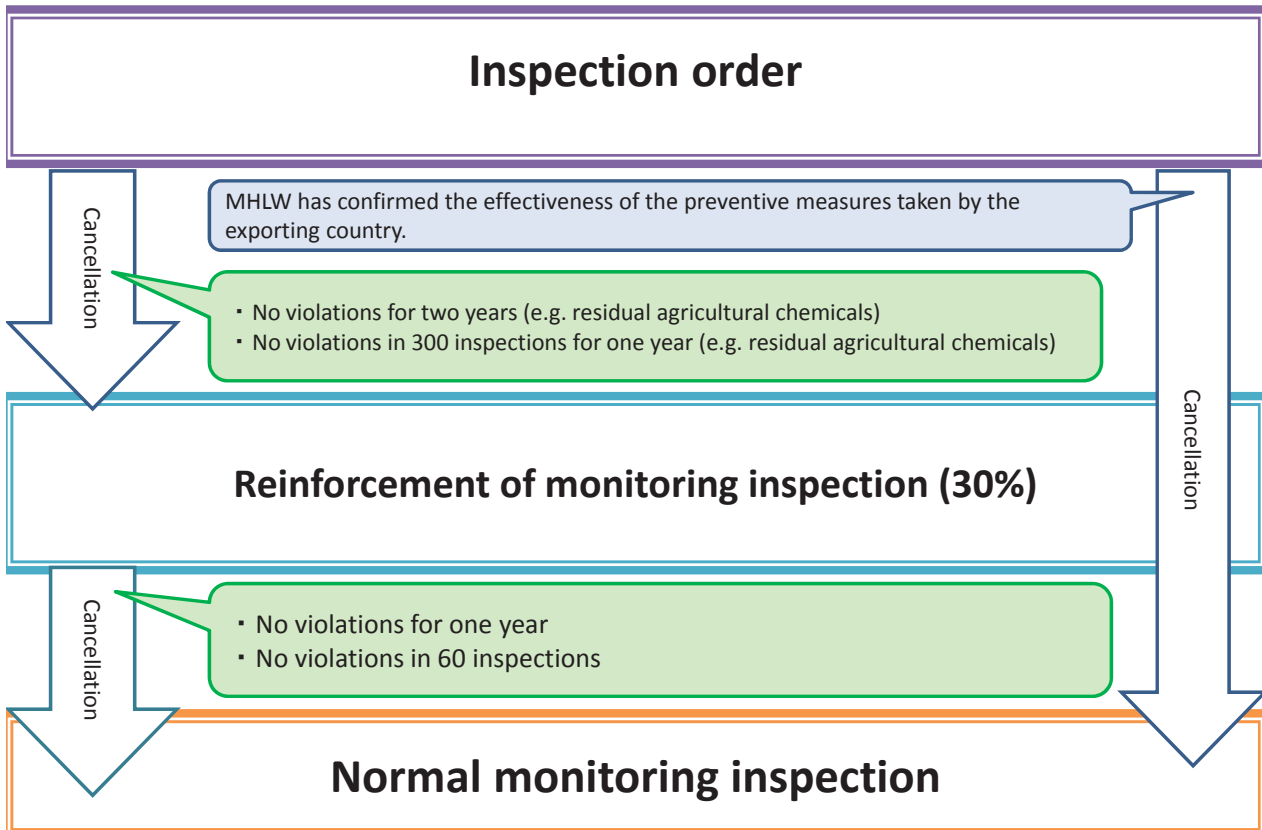 Inspection order
Cancellation
MHLW has confirmed the effectiveness of the preventive measures taken by the
exporting country.
・No violations for two years (e.g. residual agricultural chemicals)
・No violations in 300 inspections for one year (e.g. residual agricultural chemicals)
Cancellation
Reinforcement of monitoring inspection (30%)
Cancellation
・No violations for one year
・No violations in 60 inspections
Normal monitoring inspection